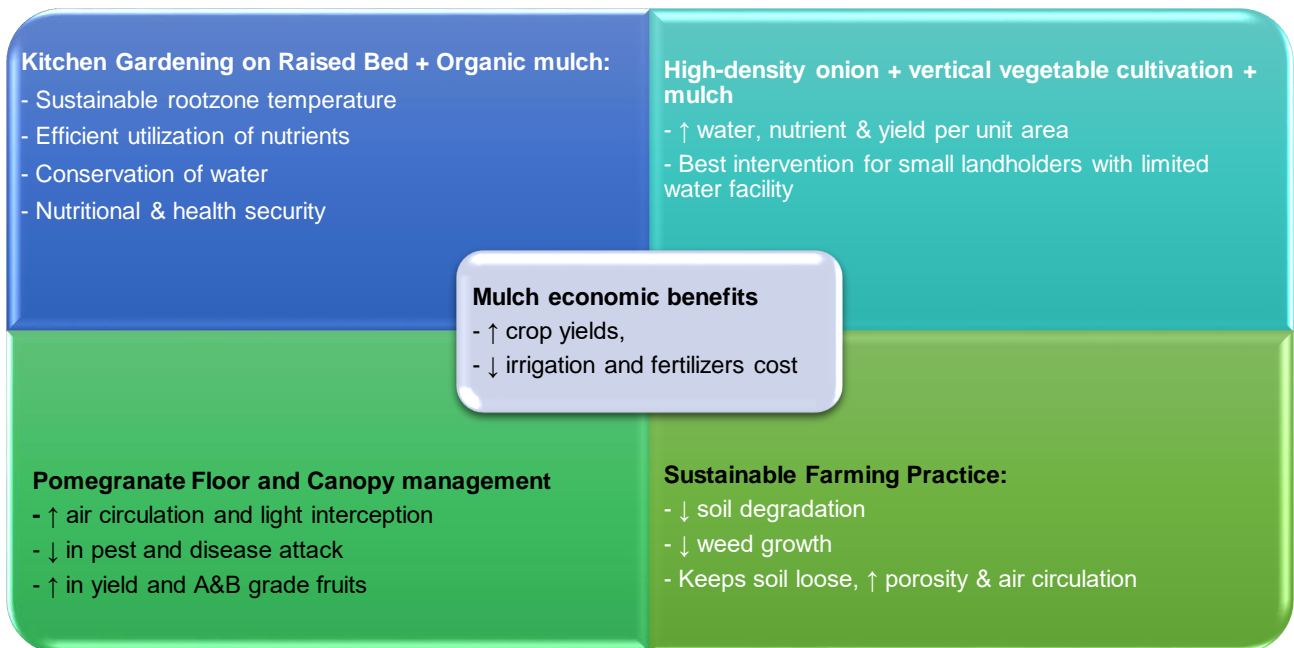 Kitchen Gardening on Raised Bed + Organic mulch:
- Sustainable rootzone temperature
- Efficient utilization of nutrients
- Conservation of water
- Nutritional & health security
High-density onion + vertical vegetable cultivation +
mulch
- ↑ water, nutrient & yield per unit area
- Best intervention for small landholders with limited
water facility
Mulch economic benefits
- ↑ crop yields,
- ↓ irrigation and fertilizers cost
Pomegranate Floor and Canopy management
- ↑ air circulation and light interception
- ↓ in pest and disease attack
- ↑ in yield and A&B grade fruits
Sustainable Farming Practice:
- ↓ soil degradation
- ↓ weed growth
- Keeps soil loose, ↑ porosity & air circulation